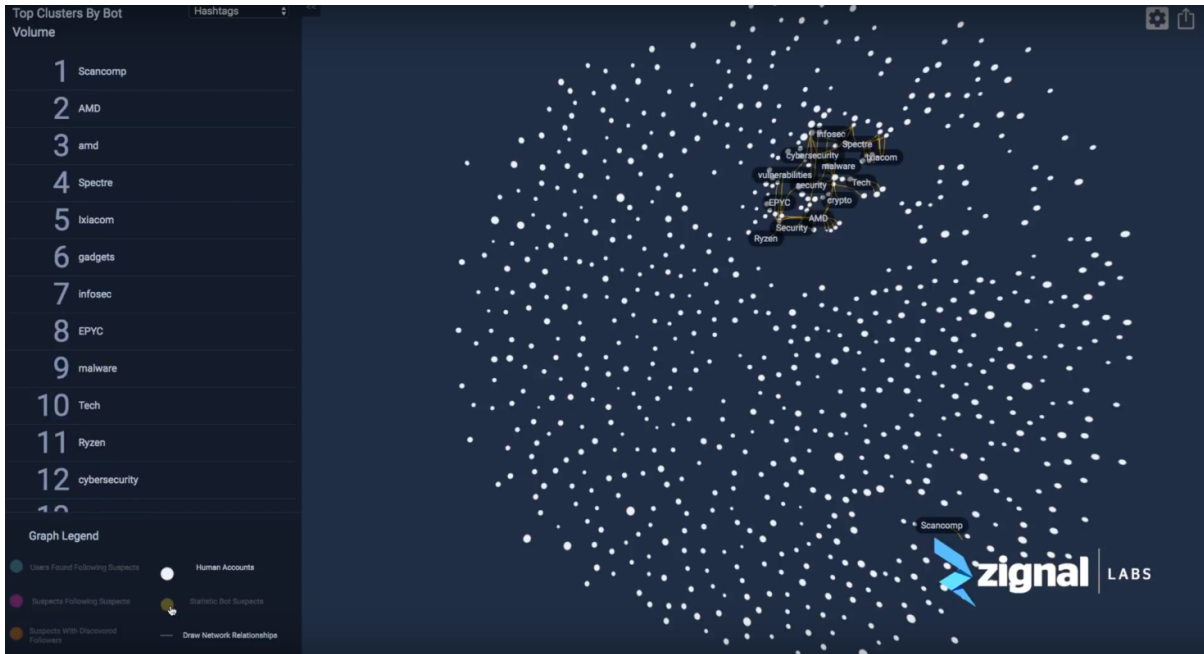 Top Clusters By Bot
Volume
Hashtags
1 Scancomp
2 AMD
3 amd
4 Spectre
5 Ixiacom
6 gadgets
7 infosec
8 EPYC
9 malware
10 Tech
11 Ryzen
12 cybersecurity
Graph Legend
Users Found Following Suspects
Human Accounts
Suspects Following Suspects
Statistic Bot Suspects
Suspects With Discovered
Followers
Draw Network Relationships
infosec
Spectre
cybersecurity
Ixiacom
malware
vulnerabilities
security
Tech
EPYC
crypto
AMD
Security
Ryzen
Scancomp
zignal LABS